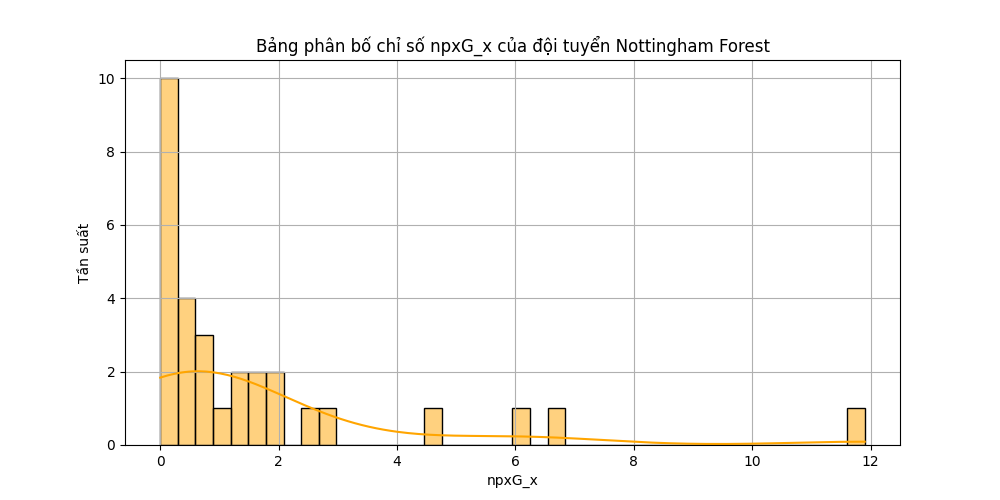 Bảng phân bố chỉ số npxG_x của đội tuyển Nottingham Forest
10
8
6
4
2
0
Tần suất
0 2 4 6 8 10 12
npxG_x